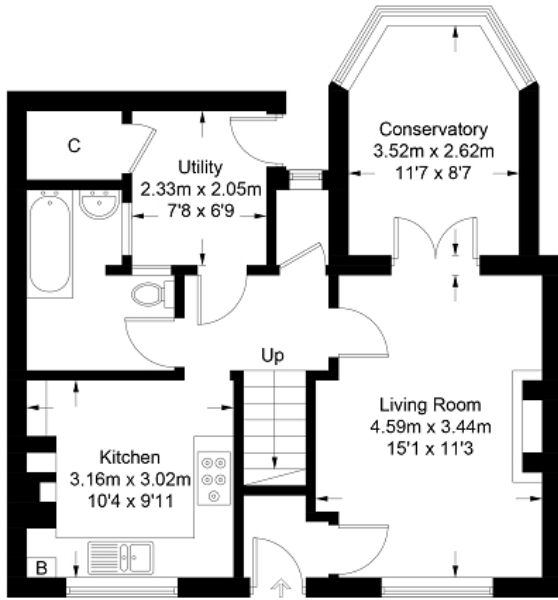 Conservatory
3.52m x 2.62m
11'7 x 8'7
C
Utility
2.33m x 2.05m
7'8 x 6'9
Up
Living Room
4.59m x 3.44m
15'1 x 11'3
Kitchen
3.16m x 3.02m
10'4 x 9'11
B